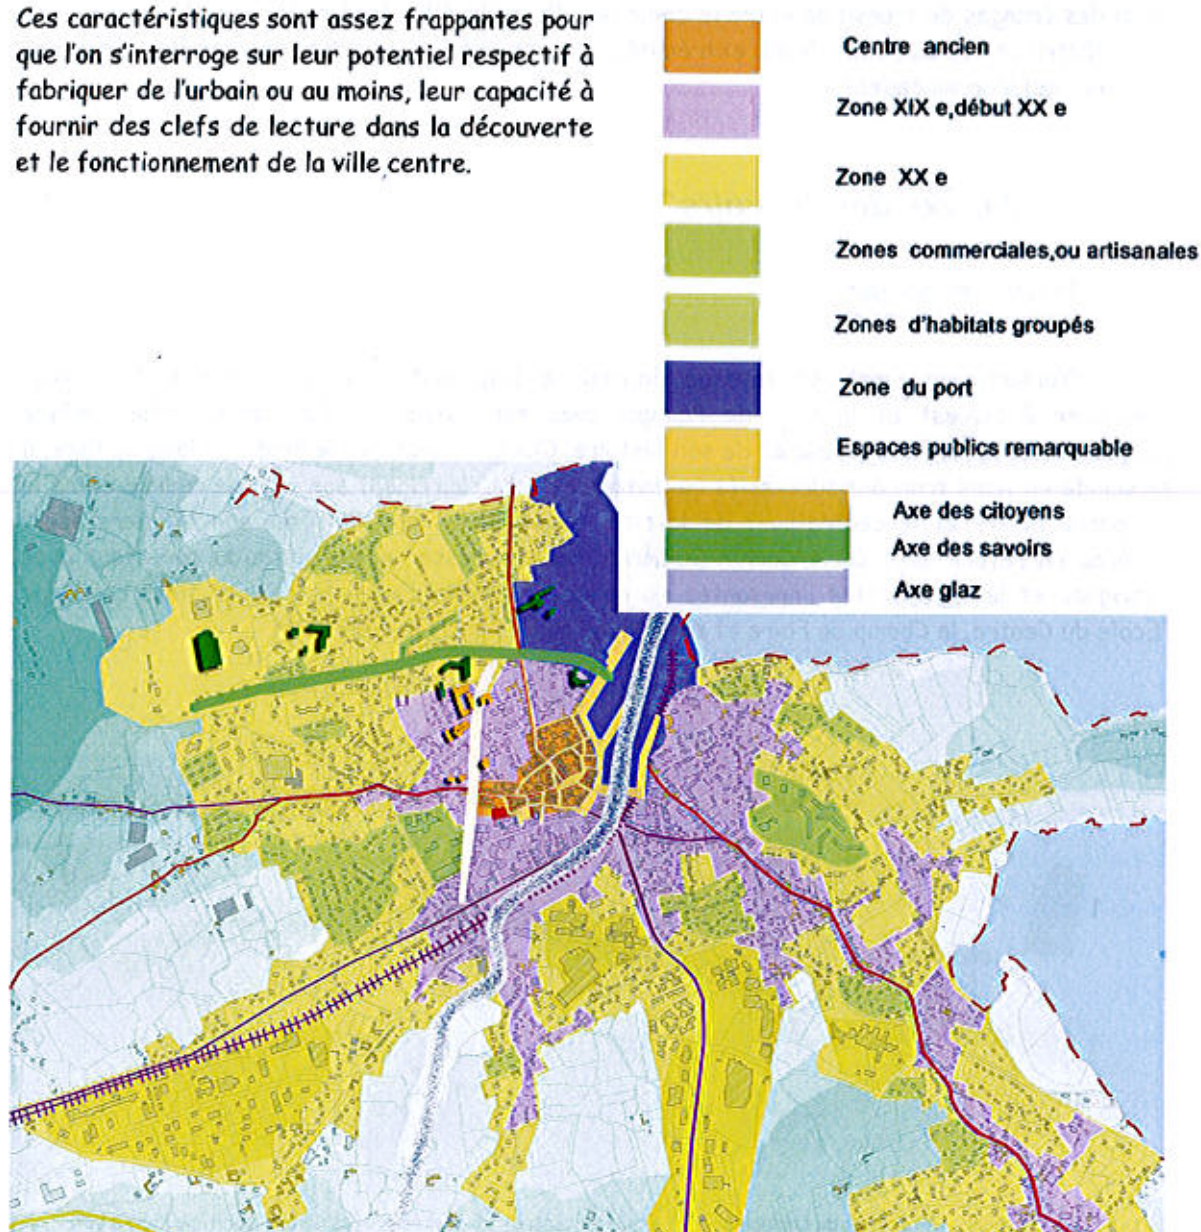 Ces caractéristiques sont assez frappantes pour
que l'on s'interroge sur leur potentiel respectif à
fabriquer de l'urbain ou au moins, leur capacité à
fournir des clefs de lecture dans la découverte
et le fonctionnement de la ville centre.
Centre ancien
Zone XIX e,début XX e
Zone XX e
Zones commerciales,ou artisanales
Zones d'habitats groupés
Zone du port
Espaces publics remarquable
Axe des citoyens
Axe des savoirs
Axe glaz